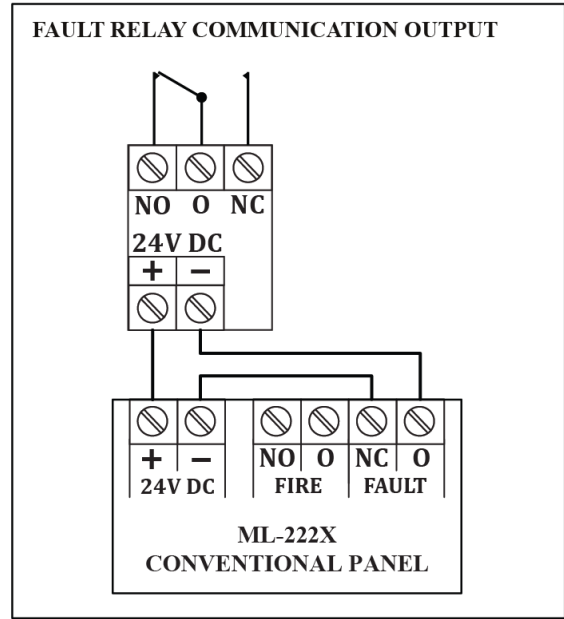 FAULT RELAY COMMUNICATION OUTPUT
NO O NC
24V DC
+ −
+ − NO O NC O
24V DC FIRE FAULT
ML-222X
CONVENTIONAL PANEL